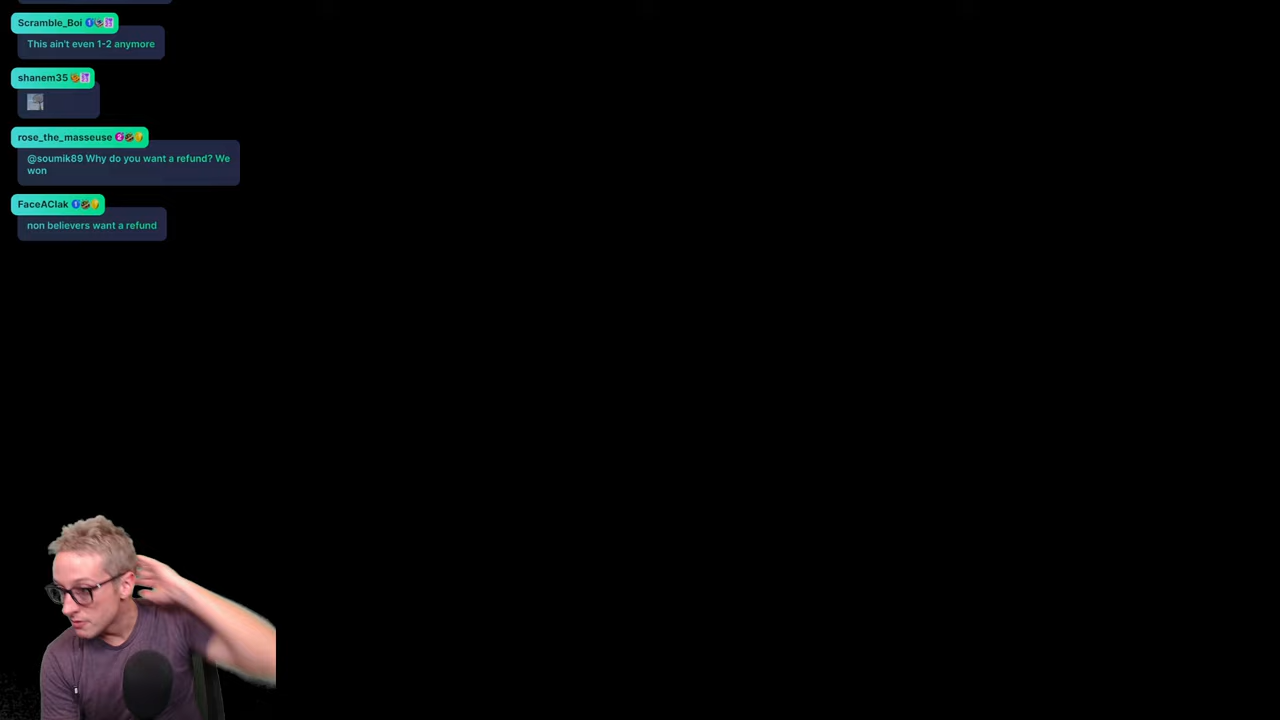 Scramble_Boi
This ain't even 1-2 anymore
shanem35
rose_the_masseuse
@soumik89 Why do you want a refund? We
won
FaceAClak
non believers want a refund